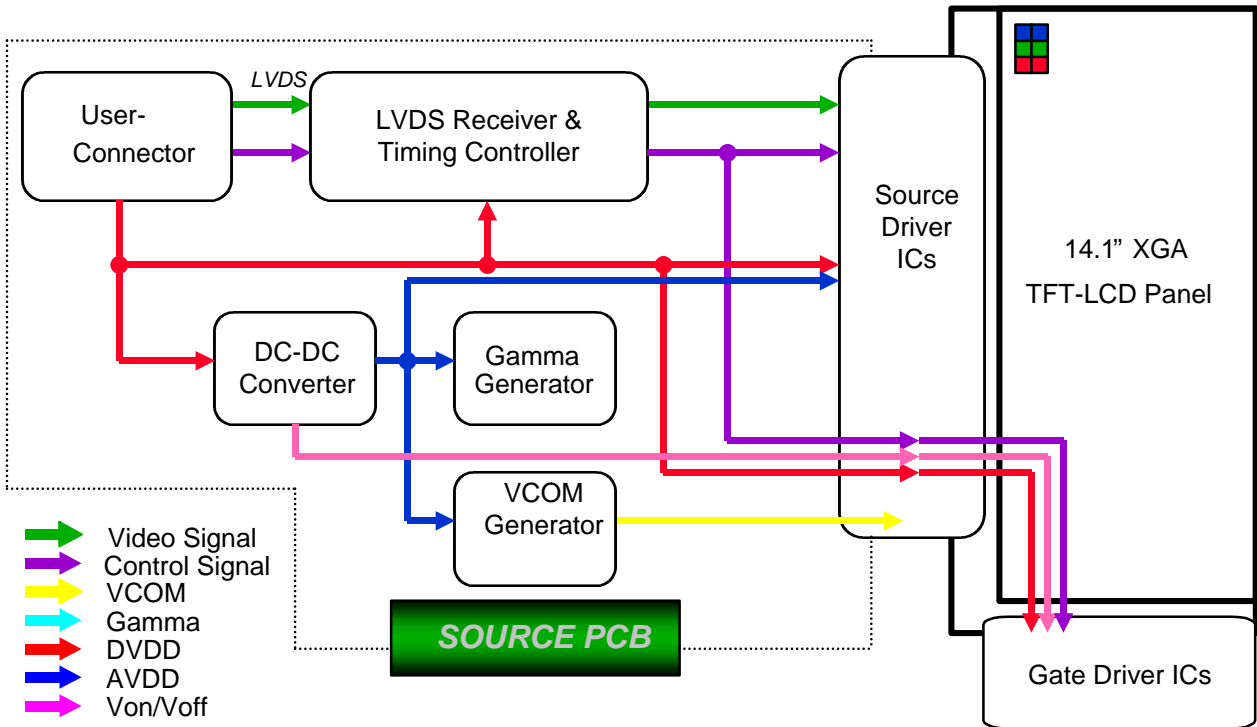 LVDS
User-
Connector
LVDS Receiver &
Timing Controller
Source
Driver
ICs
14.1” XGA
TFT-LCD Panel
DC-DC
Converter
Gamma
Generator
VCOM
Generator
Video Signal
Control Signal
VCOM
Gamma
DVDD
AVDD
Von/Voff
SOURCE PCB
Gate Driver ICs